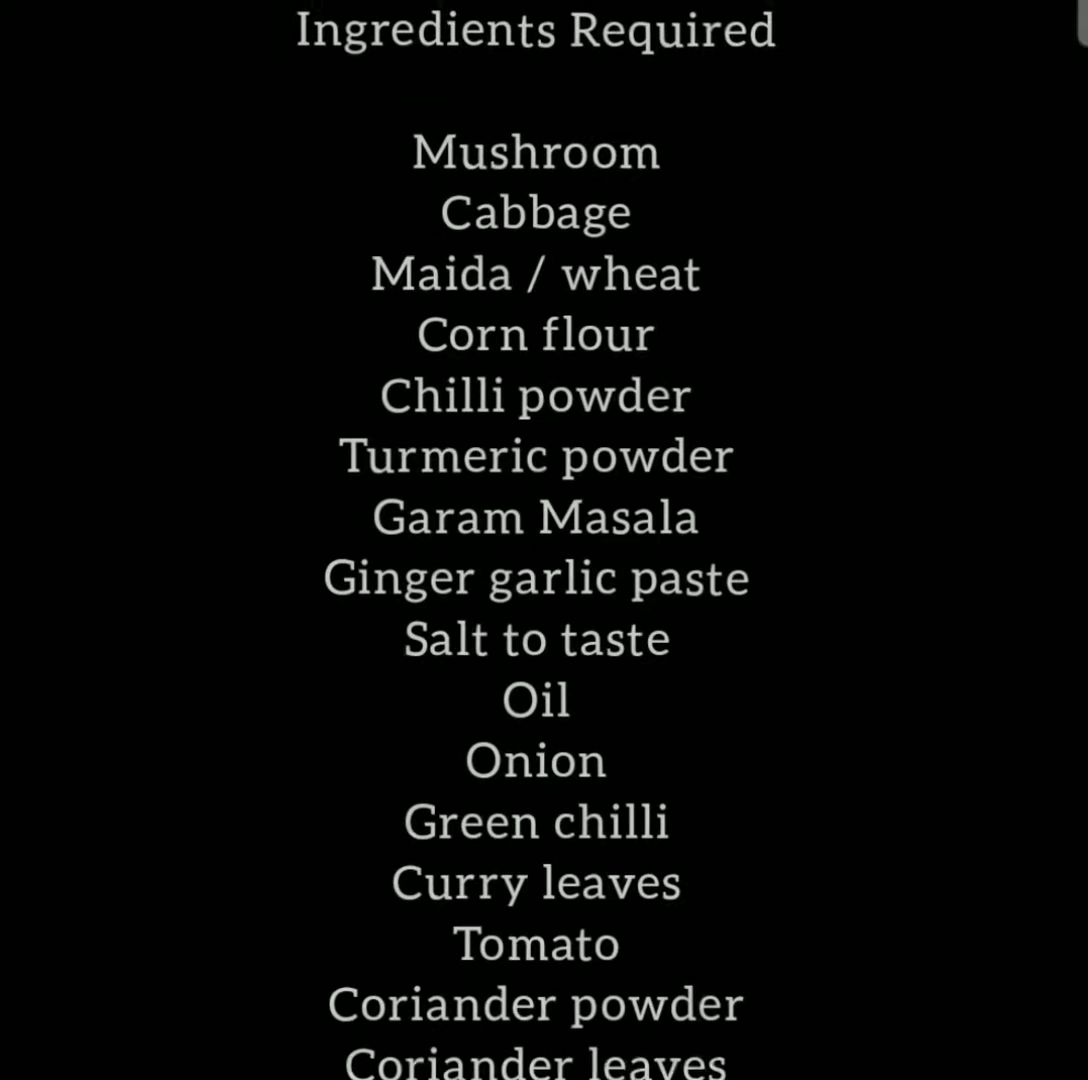 Ingredients Required
Mushroom
Cabbage
Maida / wheat
Corn flour
Chilli powder
Turmeric powder
Garam Masala
Ginger garlic paste
Salt to taste
Oil
Onion
Green chilli
Curry leaves
Tomato
Coriander powder
Coriander leaves